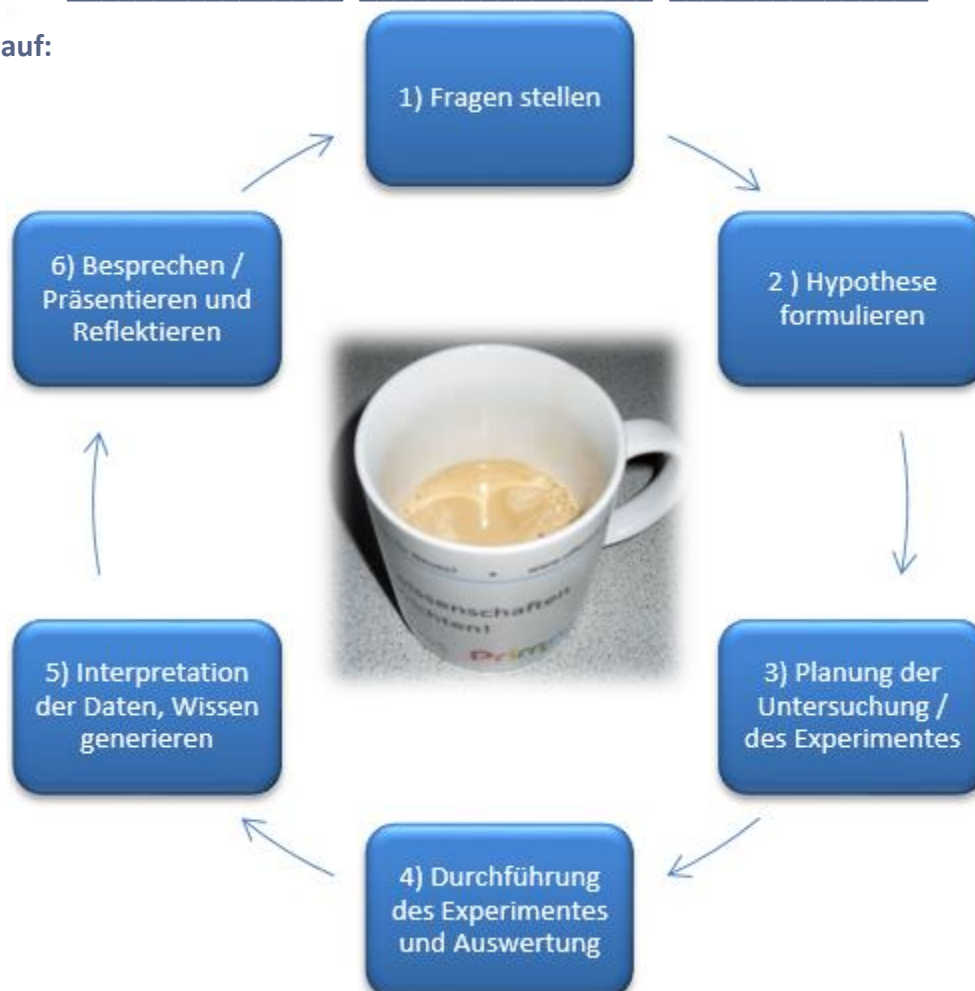 auf:
1) Fragen stellen
2 ) Hypothese
formulieren
3) Planung der
Untersuchung /
des Experimentes
4) Durchführung
des Experimentes
und Auswertung
5) Interpretation
der Daten, Wissen
generieren
6) Besprechen /
Präsentieren und
Reflektieren